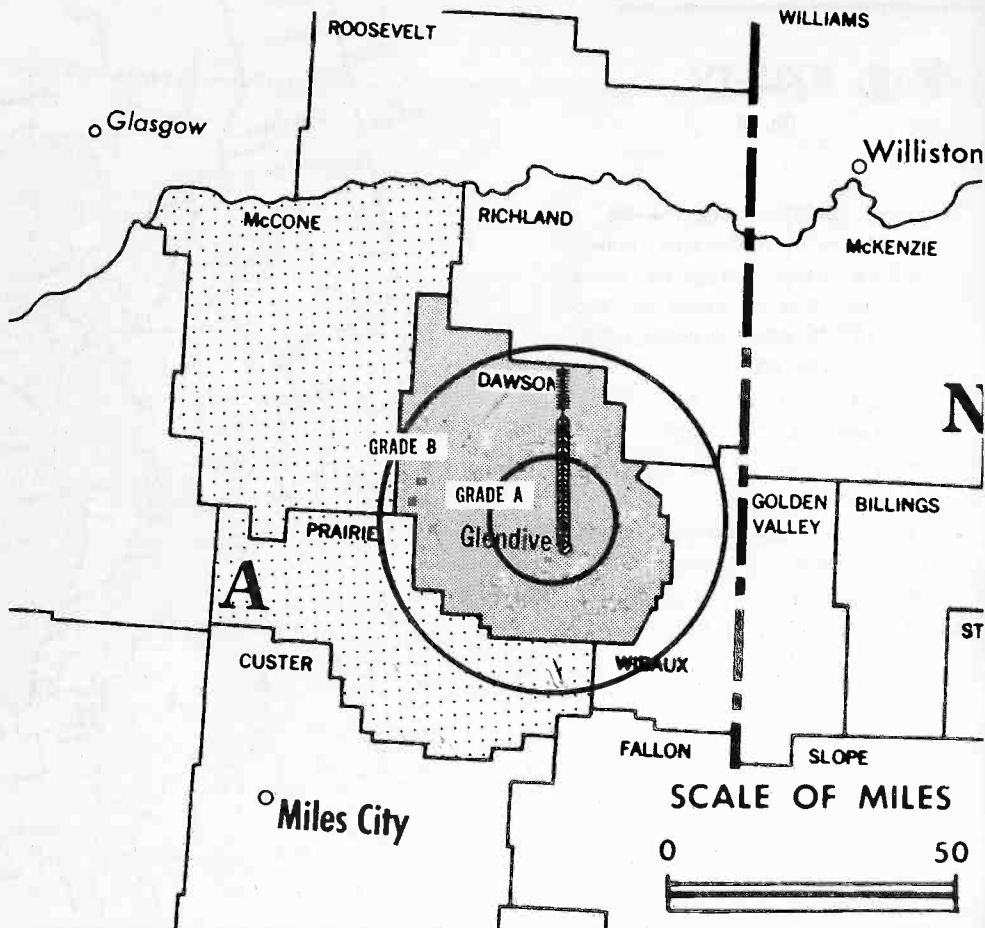 WILLIAMS
ROOSEVELT
Glasgow
Williston
McCONE
RICHLAND
McKENZIE
DAWSON
N
GRADE B
GRADE A
GOLDEN
VALLEY
BILLINGS
PRAIRIE
Glendive
A
ST
CUSTER
WIBAUX
FALLON
SLOPE
SCALE OF MILES
Miles City
0 50